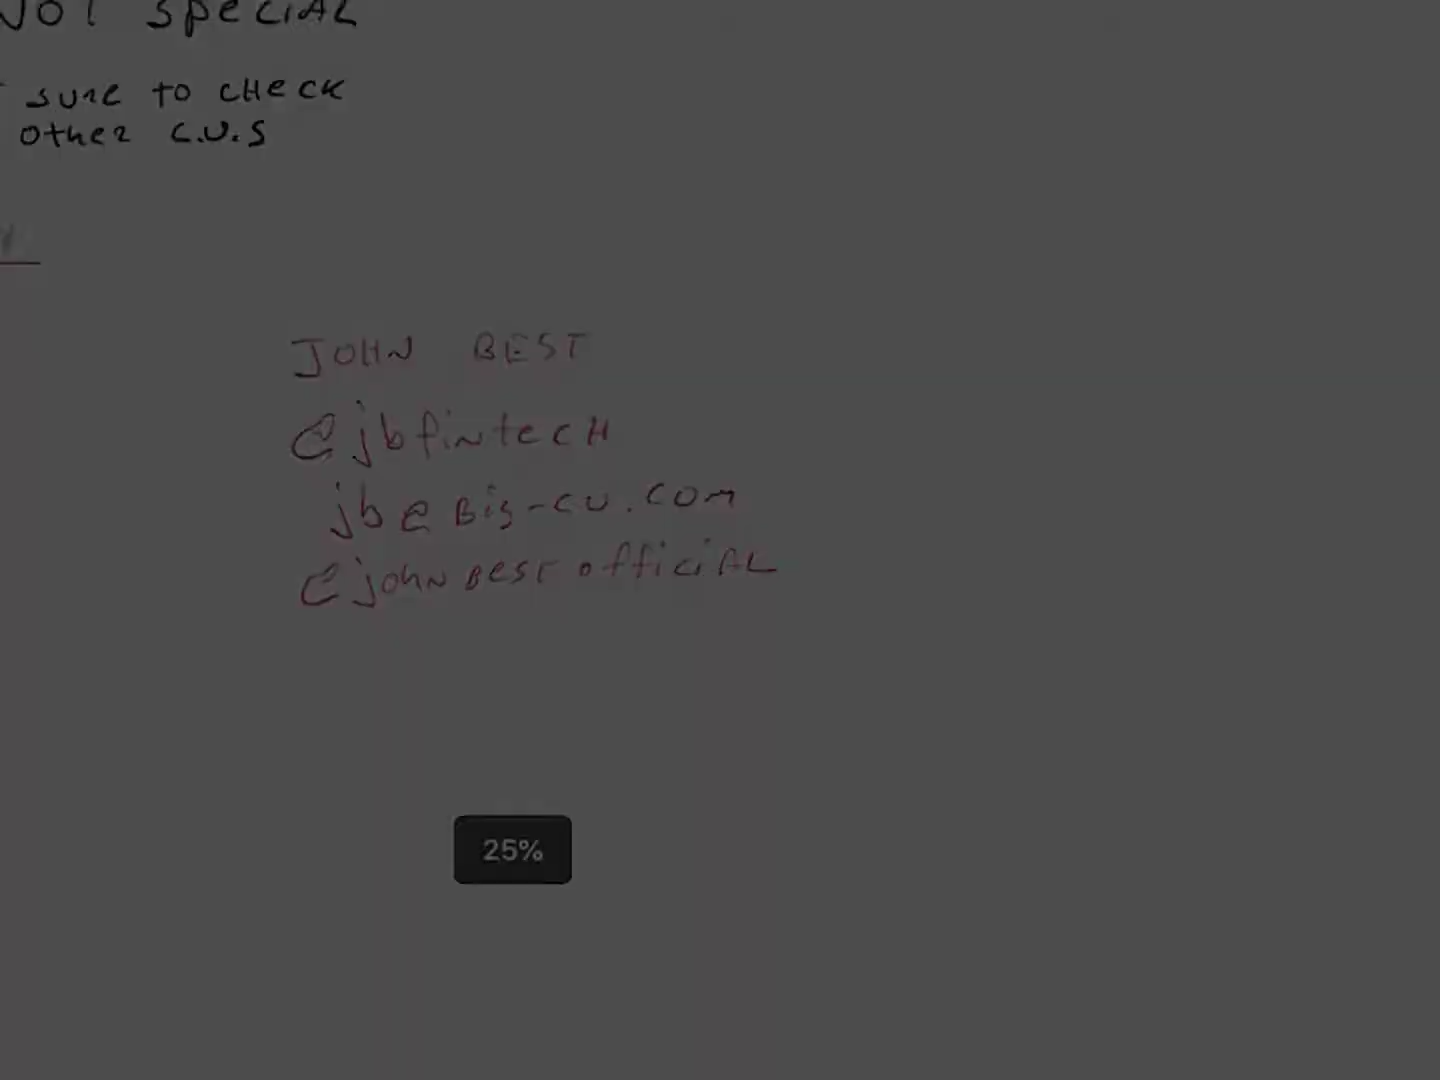 SPECIAL
SURE TO CHECK
OTHER C.U.S
JOHN BEST
@jbfintecH
jb@Big-cu.com
@johnBestofficiAL
25%